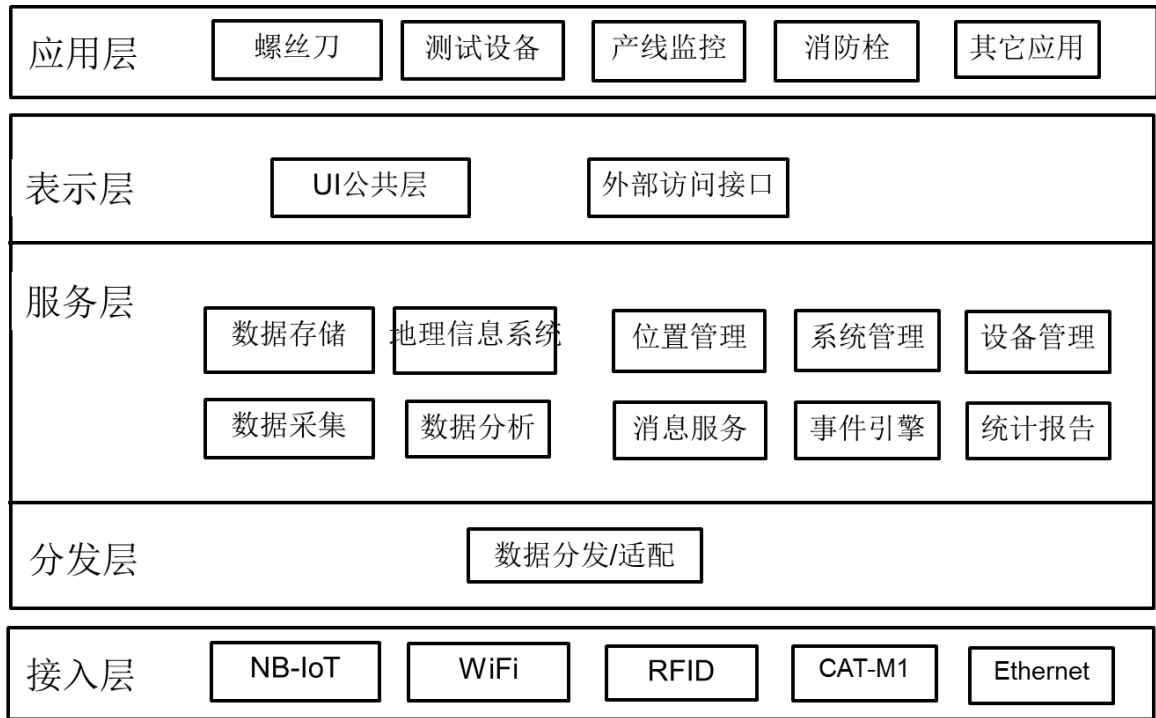 应用层 螺丝刀 测试设备 产线监控 消防栓 其它应用
表示层 UI公共层 外部访问接口
服务层
数据存储 地理信息系统 位置管理 系统管理 设备管理
数据采集 数据分析 消息服务 事件引擎 统计报告
分发层 数据分发/适配
接入层 NB-IoT WiFi RFID CAT-M1 Ethernet